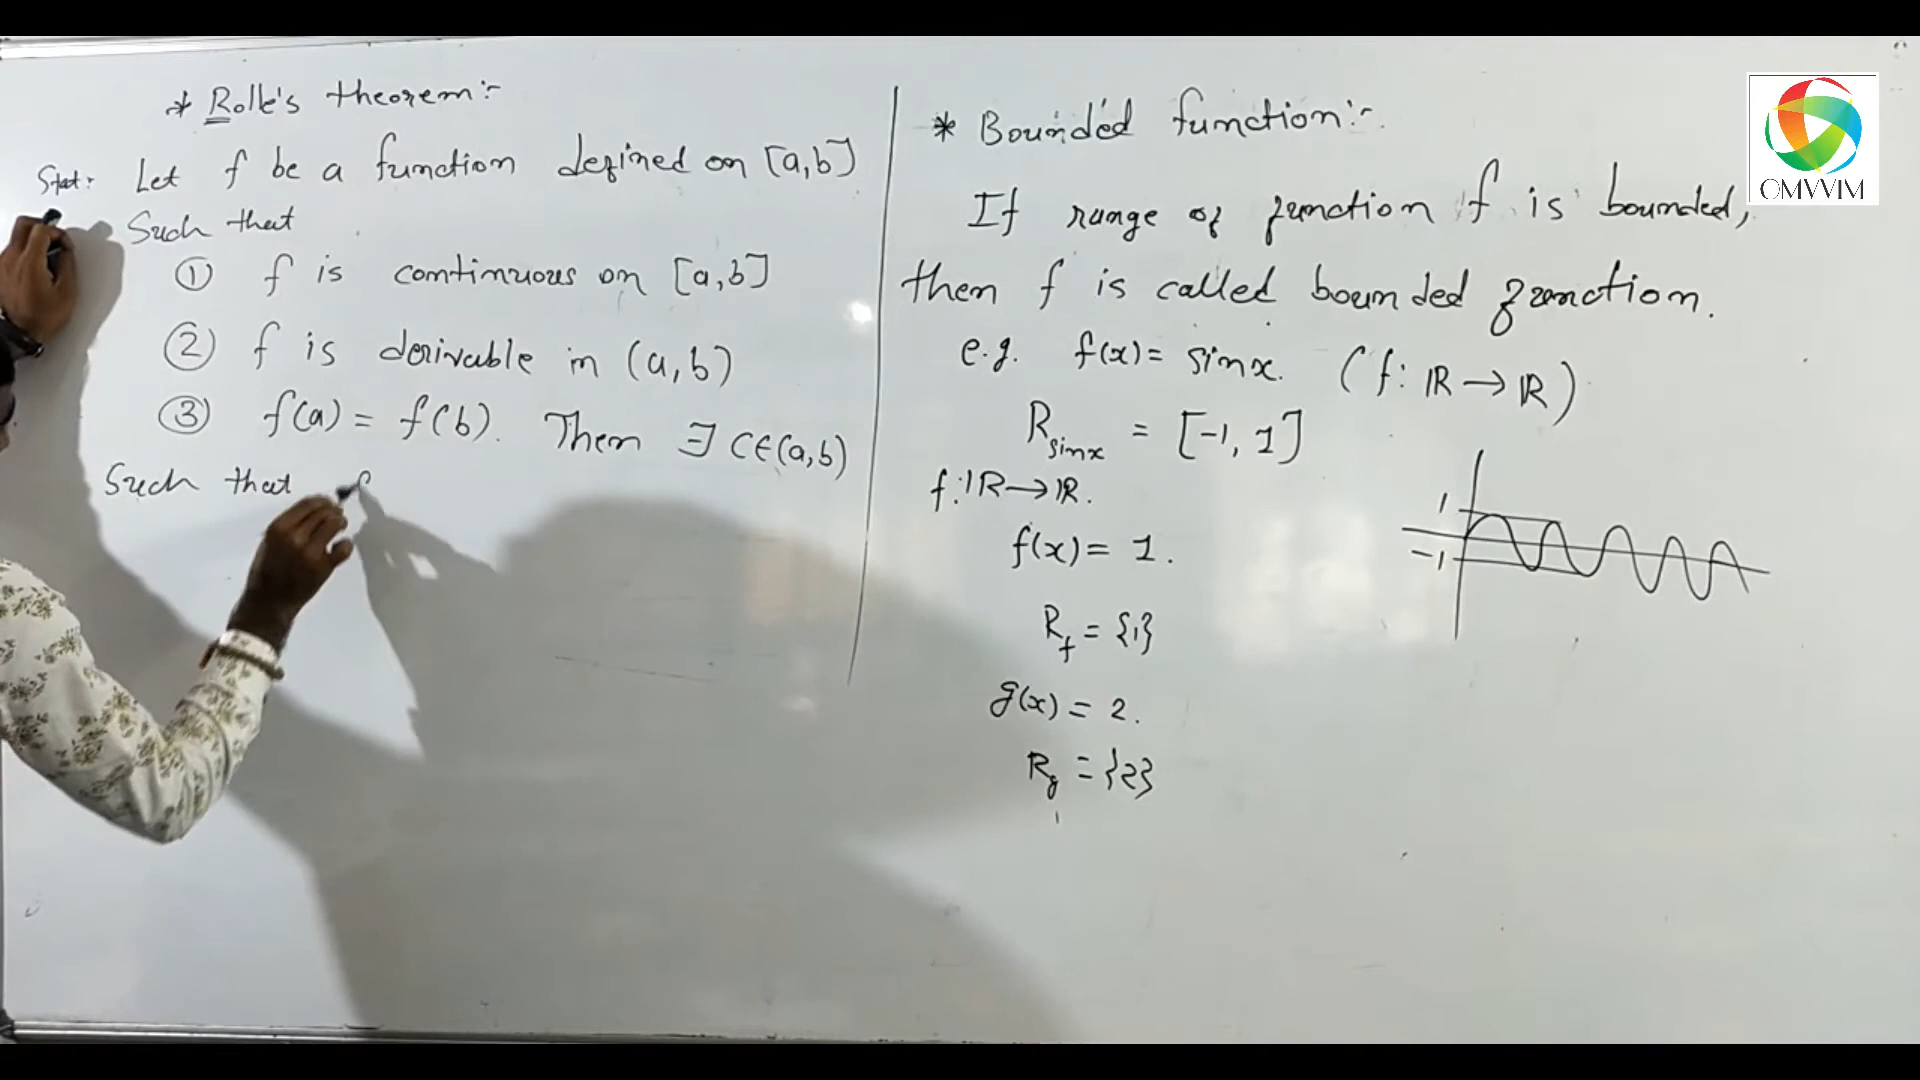 * Rolle's theorem:-
Stat:- Let f be a function defined on [a,b]
Such that
① f is continuous on [a,b]
② f is derivable in (a,b)
③ f(a) = f(b). Then ∃ c∈(a,b)
Such that f
* Bounded function:-
If range of function f is bounded,
then f is called bounded function.
e.g. f(x) = sinx. (f: ℝ → ℝ)
R_sinx = [-1, 1]
f: ℝ → ℝ.
f(x) = 1.
R_f = {1}
g(x) = 2.
R_g = {2}
1
-1
OMVVIM